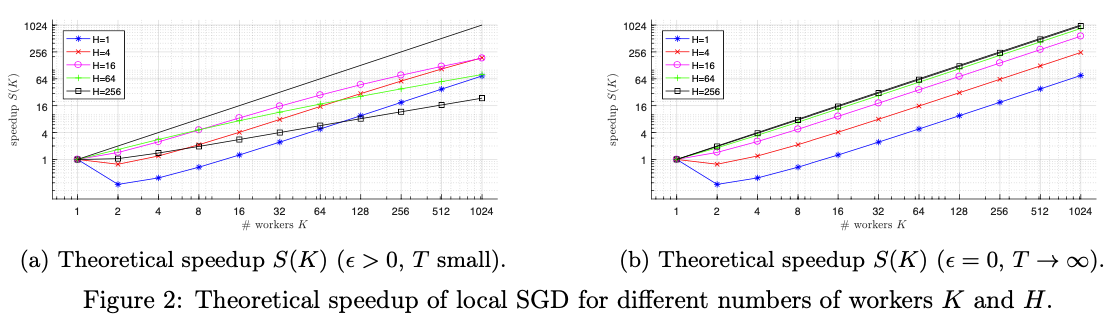 1024
256
64
16
4
1
speedup S(K)
H=1
H=4
H=16
H=64
H=256
1 2 4 8 16 32 64 128 256 512 1024
# workers K
(a) Theoretical speedup S(K) (ϵ > 0, T small).
1024
256
64
16
4
1
speedup S(K)
H=1
H=4
H=16
H=64
H=256
1 2 4 8 16 32 64 128 256 512 1024
# workers K
(b) Theoretical speedup S(K) (ϵ = 0, T → ∞).
Figure 2: Theoretical speedup of local SGD for different numbers of workers K and H.